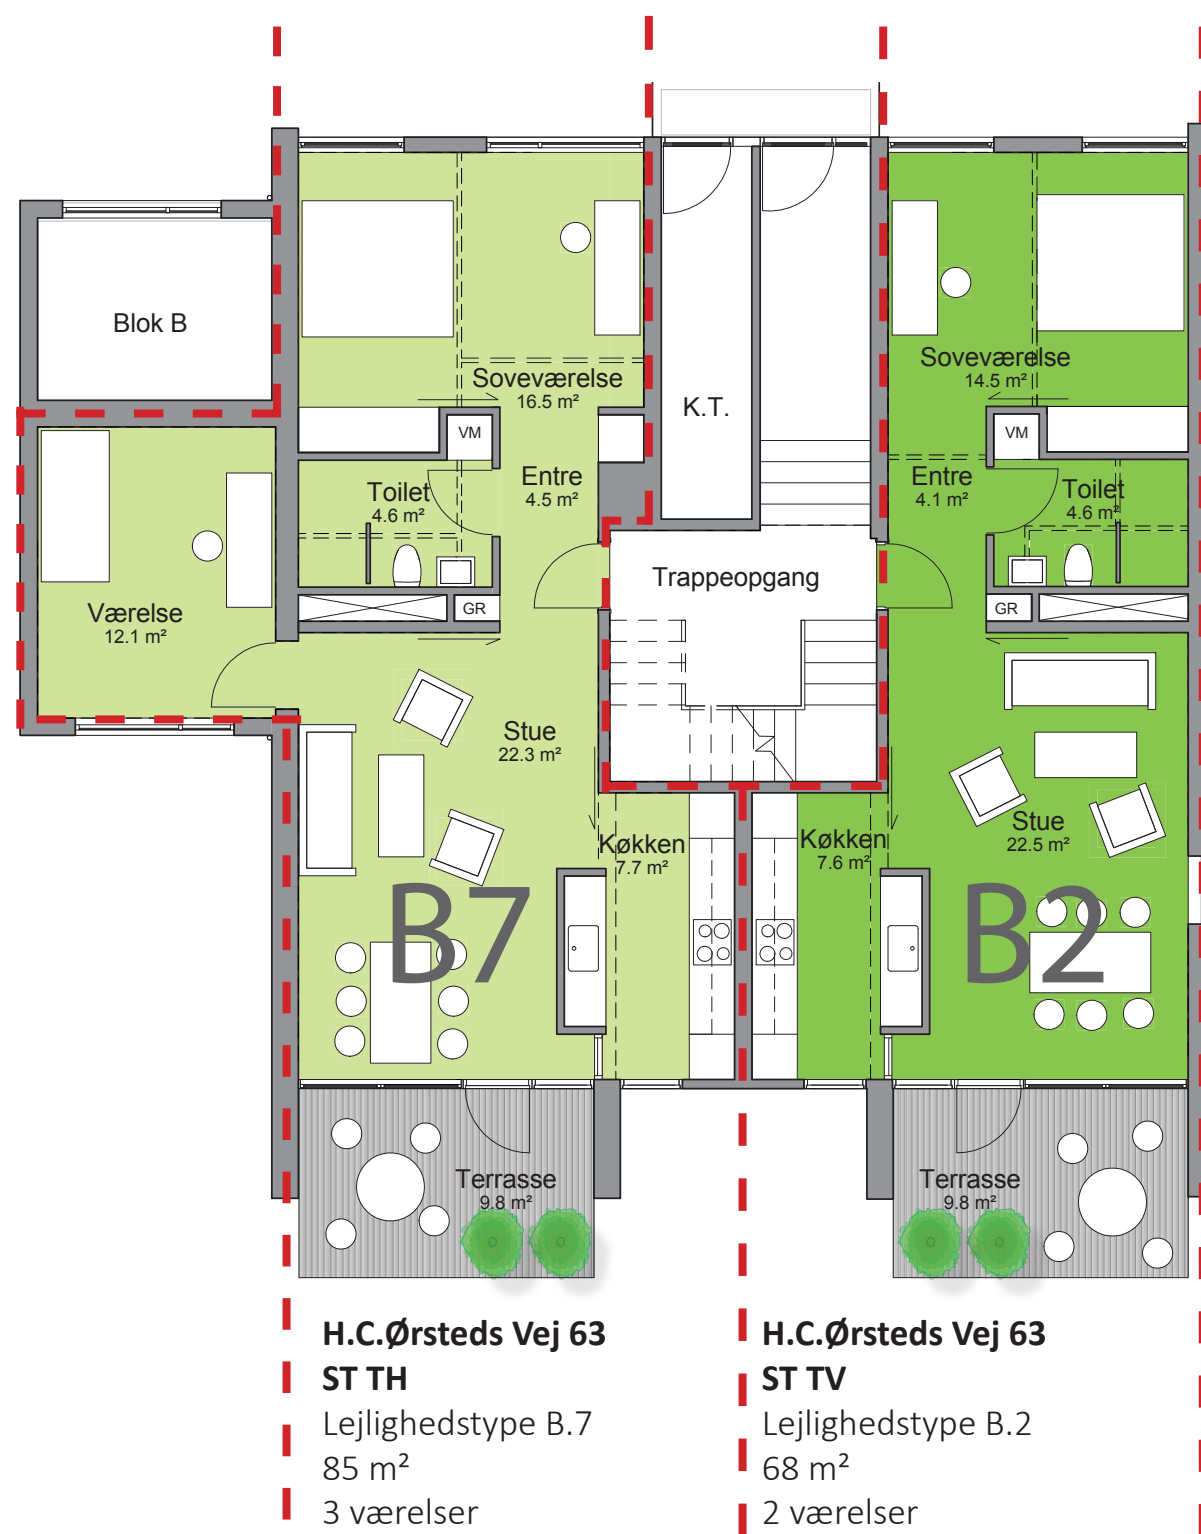 Blok B
Soveværelse
16.5 m²
VM
Entre
4.5 m²
Toilet
4.6 m²
Værelse
12.1 m²
GR
Stue
22.3 m²
Køkken
7.7 m²
B7
Terrasse
9.8 m²
K.T.
Trappeopgang
Soveværelse
14.5 m²
VM
Entre
4.1 m²
Toilet
4.6 m²
GR
Stue
22.5 m²
Køkken
7.6 m²
B2
Terrasse
9.8 m²
H.C.Ørsteds Vej 63
ST TH
Lejlighedstype B.7
85 m²
3 værelser
H.C.Ørsteds Vej 63
ST TV
Lejlighedstype B.2
68 m²
2 værelser